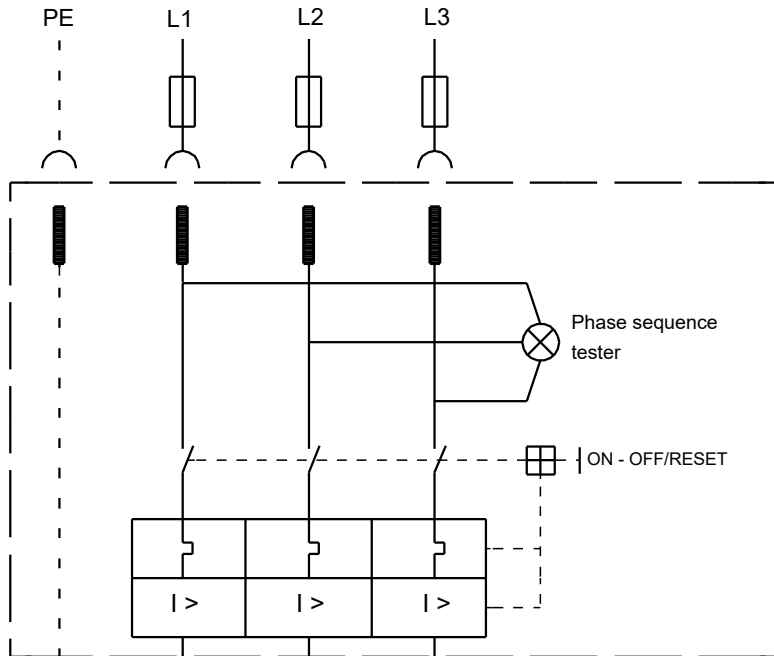 PE L1 L2 L3
Phase sequence
tester
ON - OFF/RESET
I > I > I >